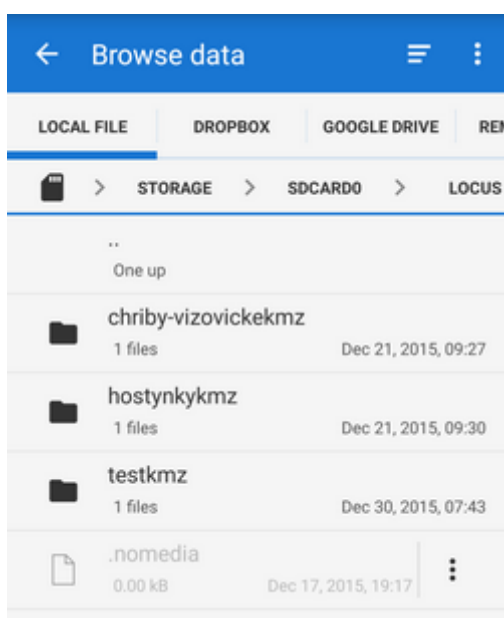 Browse data
LOCAL FILE DROPBOX GOOGLE DRIVE
> STORAGE > SDCARD0 > LOCUS
..
One up
chriby-vizovickekmz
1 files Dec 21, 2015, 09:27
hostynkykmz
1 files Dec 21, 2015, 09:30
testkmz
1 files Dec 30, 2015, 07:43
.nomedia
0.00 kB Dec 17, 2015, 19:17